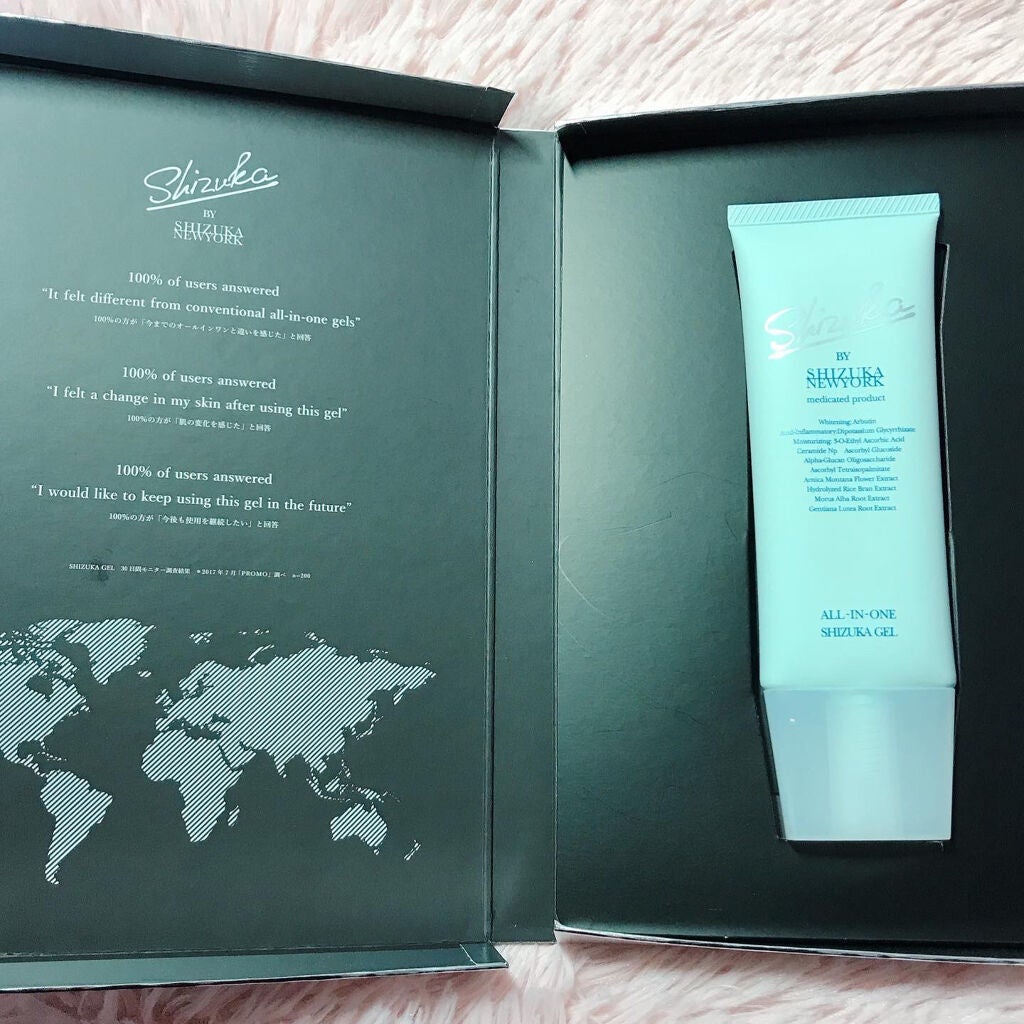 Shizuka
BY
SHIZUKA
NEWYORK
100% of users answered
“It felt different from conventional all-in-one gels”
100%の方が「今までのオールインワンと違いを感じた」と回答
100% of users answered
“I felt a change in my skin after using this gel”
100%の方が「肌の変化を感じた」と回答
100% of users answered
“I would like to keep using this gel in the future”
100%の方が「今後も使用を継続したい」と回答
SHIZUKA GEL 30日間モニター調査結果 *2017年7月「PROMO」調べ n=200
Shizuka
BY
SHIZUKA
NEWYORK
medicated product
Whitening: Arbutin
Anti-Inflammatory:Dipotassium Glycyrrhizate
Moisturizing: 3-O-Ethyl Ascorbic Acid
Ceramide Np Ascorbyl Glucoside
Alpha-Glucan Oligosaccharide
Ascorbyl Tetraisopalmitate
Arnica Montana Flower Extract
Hydrolyzed Rice Bran Extract
Morus Alba Root Extract
Gentiana Lutea Root Extract
ALL-IN-ONE
SHIZUKA GEL